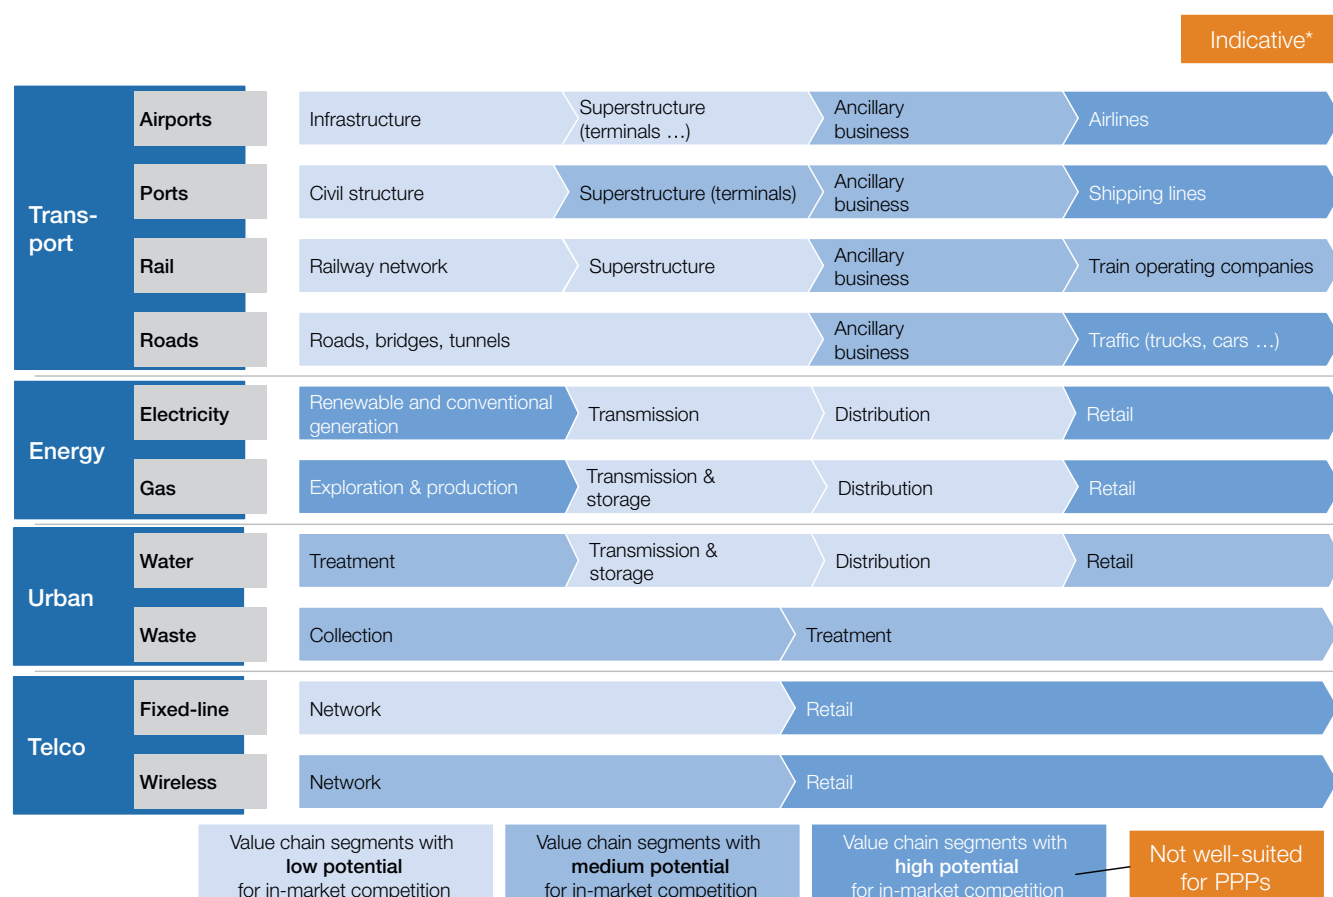 Indicative*
Trans-
port
Airports
Infrastructure
Superstructure
(terminals …)
Ancillary
business
Airlines
Ports
Civil structure
Superstructure (terminals)
Ancillary
business
Shipping lines
Rail
Railway network
Superstructure
Ancillary
business
Train operating companies
Roads
Roads, bridges, tunnels
Ancillary
business
Traffic (trucks, cars …)
Energy
Electricity
Renewable and conventional
generation
Transmission
Distribution
Retail
Gas
Exploration & production
Transmission &
storage
Distribution
Retail
Urban
Water
Treatment
Transmission &
storage
Distribution
Retail
Waste
Collection
Treatment
Telco
Fixed-line
Network
Retail
Wireless
Network
Retail
Value chain segments with
low potential
for in-market competition
Value chain segments with
medium potential
for in-market competition
Value chain segments with
high potential
for in-market competition
Not well-suited
for PPPs